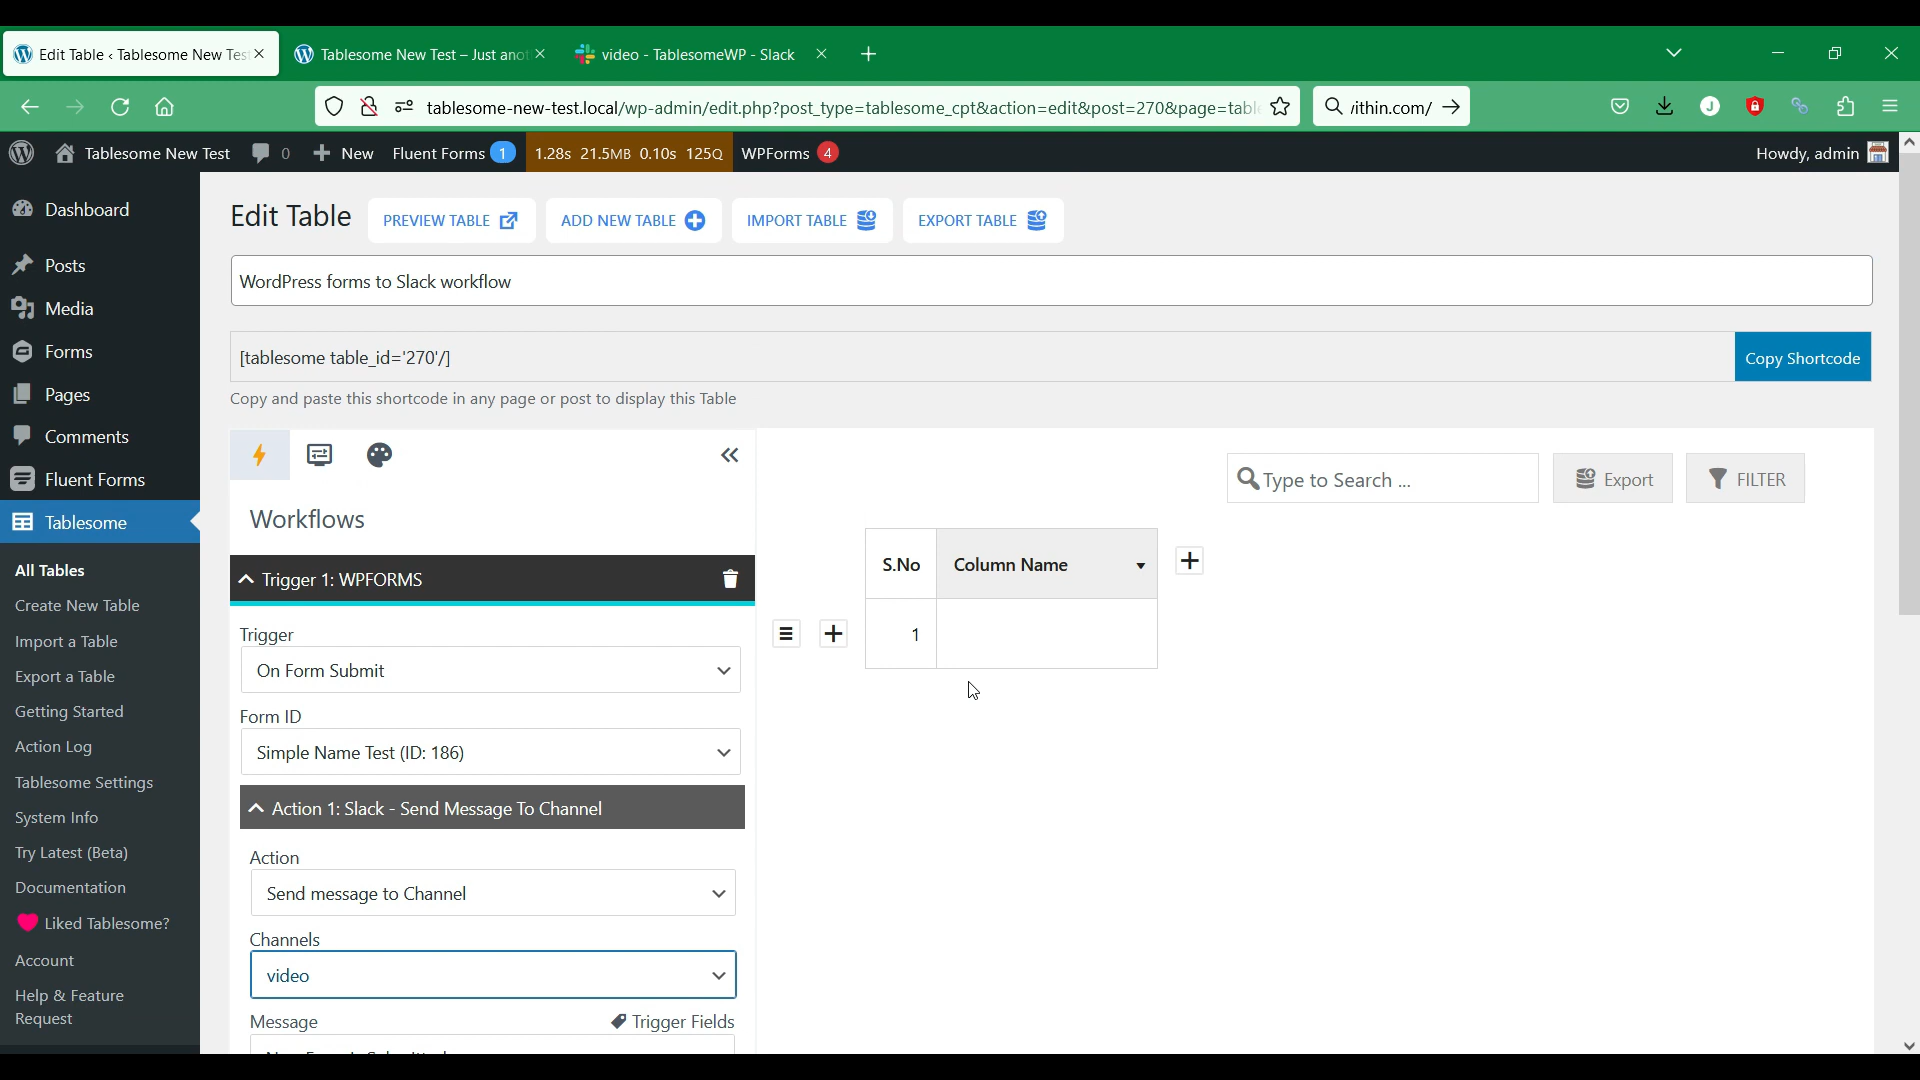 Edit Table ‹ Tablesome New Tes
Tablesome New Test – Just ano
video - TablesomeWP - Slack
tablesome-new-test.local/wp-admin/edit.php?post_type=tablesome_cpt&action=edit&post=270&page=tabl
/ithin.com/
J
Tablesome New Test
0
New
Fluent Forms 1
1.28s 21.5MB 0.10s 125Q
WPForms 4
Howdy, admin
Dashboard
Posts
Media
Forms
Pages
Comments
Fluent Forms
Tablesome
All Tables
Create New Table
Import a Table
Export a Table
Getting Started
Action Log
Tablesome Settings
System Info
Try Latest (Beta)
Documentation
Liked Tablesome?
Account
Help & Feature
Request
Edit Table
PREVIEW TABLE
ADD NEW TABLE
IMPORT TABLE
EXPORT TABLE
WordPress forms to Slack workflow
[tablesome table_id='270'/]
Copy Shortcode
Copy and paste this shortcode in any page or post to display this Table
Workflows
Trigger 1: WPFORMS
Trigger
On Form Submit
Form ID
Simple Name Test (ID: 186)
Action 1: Slack - Send Message To Channel
Action
Send message to Channel
Channels
video
Message
Trigger Fields
Type to Search ...
Export
FILTER
S.No
Column Name
1